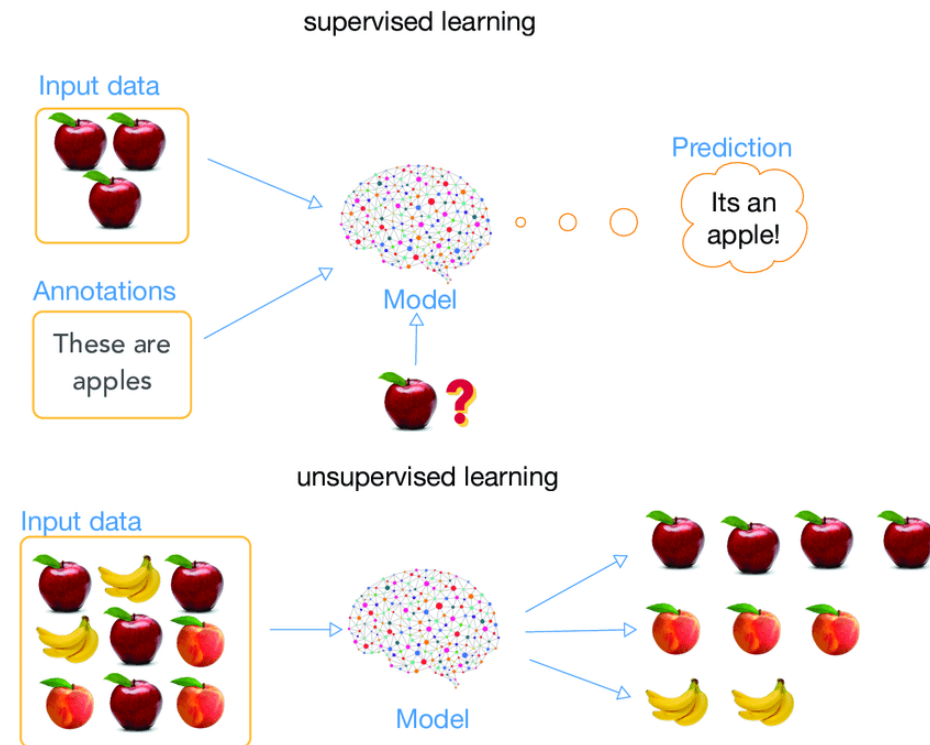 supervised learning
Input data
Prediction
Its an
apple!
Annotations
Model
These are
apples
?
unsupervised learning
Input data
Model